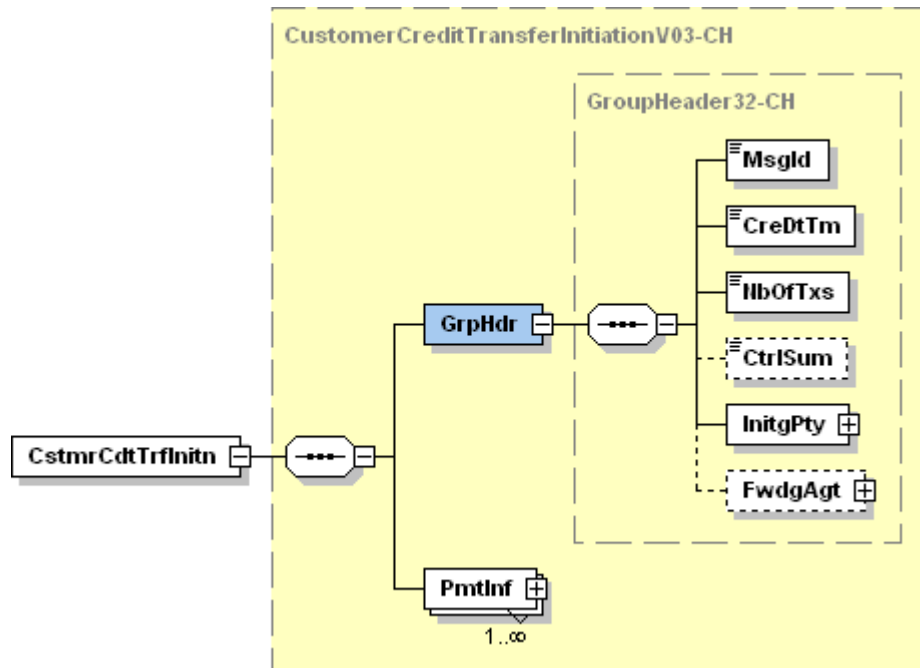 CustomerCreditTransferInitiationV03-CH
GroupHeader32-CH
MsgId
CreDtTm
NbOfTxs
GrpHdr
CtrlSum
InitgPty
CstmrCdtTrfInitn
FwdgAgt
PmtInf
1..∞